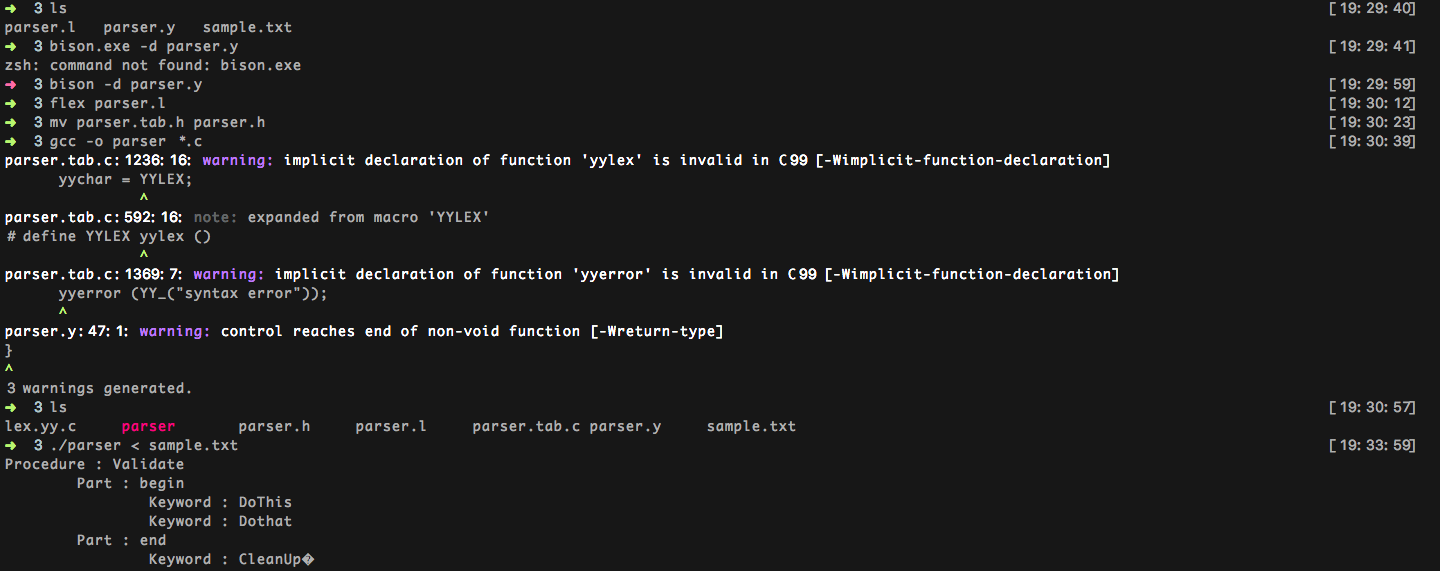 ➜  3 ls [19:29:40]
parser.l   parser.y   sample.txt
➜  3 bison.exe -d parser.y [19:29:41]
zsh: command not found: bison.exe
➜  3 bison -d parser.y [19:29:59]
➜  3 flex parser.l [19:30:12]
➜  3 mv parser.tab.h parser.h [19:30:23]
➜  3 gcc -o parser *.c [19:30:39]
parser.tab.c:1236:16: warning: implicit declaration of function 'yylex' is invalid in C99 [-Wimplicit-function-declaration]
      yychar = YYLEX;
               ^
parser.tab.c:592:16: note: expanded from macro 'YYLEX'
# define YYLEX yylex ()
               ^
parser.tab.c:1369:7: warning: implicit declaration of function 'yyerror' is invalid in C99 [-Wimplicit-function-declaration]
      yyerror (YY_("syntax error"));
      ^
parser.y:47:1: warning: control reaches end of non-void function [-Wreturn-type]
}
^
3 warnings generated.
➜  3 ls [19:30:57]
lex.yy.c     parser       parser.h     parser.l     parser.tab.c parser.y     sample.txt
➜  3 ./parser < sample.txt [19:33:59]
Procedure : Validate
        Part : begin
                Keyword : DoThis
                Keyword : Dothat
        Part : end
                Keyword : CleanUp�